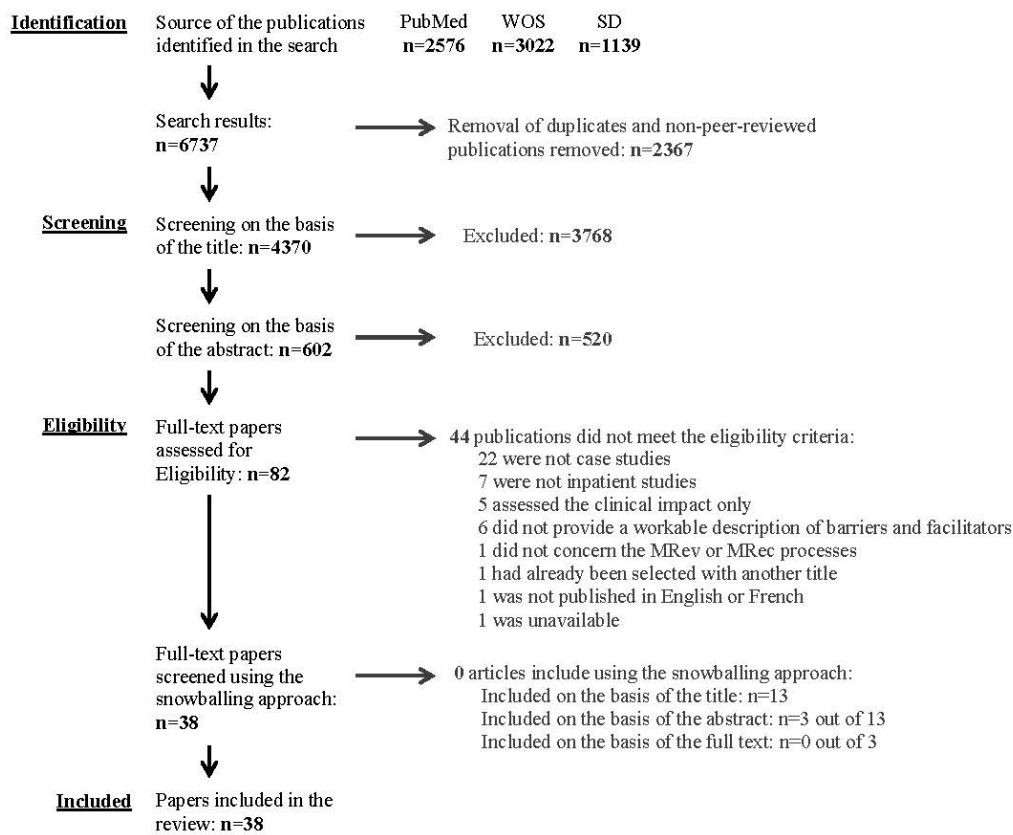 Identification
Source of the publications
identified in the search
PubMed
n=2576
WOS
n=3022
SD
n=1139
Search results:
n=6737
Removal of duplicates and non-peer-reviewed
publications removed: n=2367
Screening
Screening on the basis
of the title: n=4370
Excluded: n=3768
Screening on the basis
of the abstract: n=602
Excluded: n=520
Eligibility
Full-text papers
assessed for
Eligibility: n=82
44 publications did not meet the eligibility criteria:
22 were not case studies
7 were not inpatient studies
5 assessed the clinical impact only
6 did not provide a workable description of barriers and facilitators
1 did not concern the MRev or MRec processes
1 had already been selected with another title
1 was not published in English or French
1 was unavailable
Full-text papers
screened using the
snowballing approach:
n=38
0 articles include using the snowballing approach:
Included on the basis of the title: n=13
Included on the basis of the abstract: n=3 out of 13
Included on the basis of the full text: n=0 out of 3
Included
Papers included in the
review: n=38